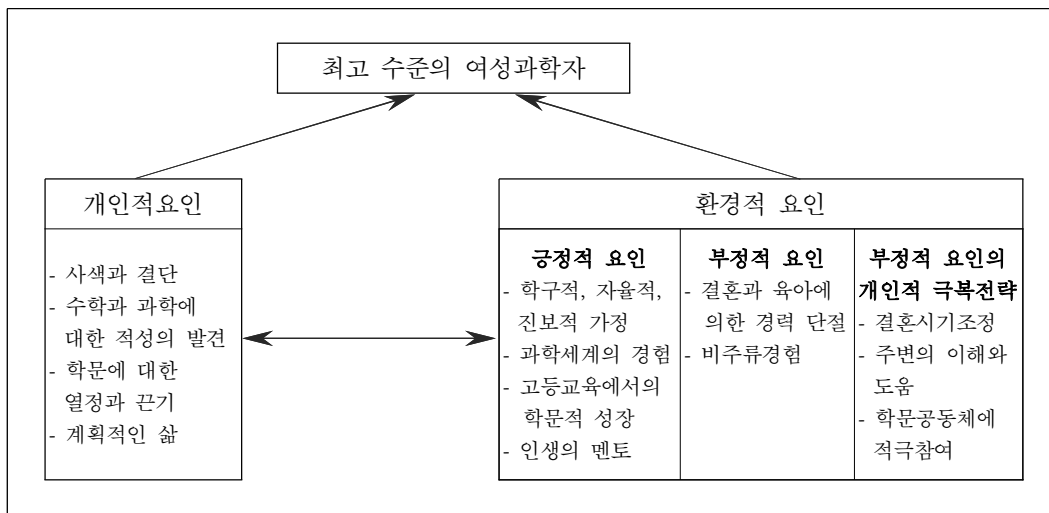 최고 수준의 여성과학자
개인적요인
- 사색과 결단
- 수학과 과학에
대한 적성의 발견
- 학문에 대한
열정과 끈기
- 계획적인 삶
환경적 요인
긍정적 요인
- 학구적, 자율적,
진보적 가정
- 과학세계의 경험
- 고등교육에서의
학문적 성장
- 인생의 멘토
부정적 요인
- 결혼과 육아에
의한 경력 단절
- 비주류경험
부정적 요인의
개인적 극복전략
- 결혼시기조정
- 주변의 이해와
도움
- 학문공동체에
적극참여